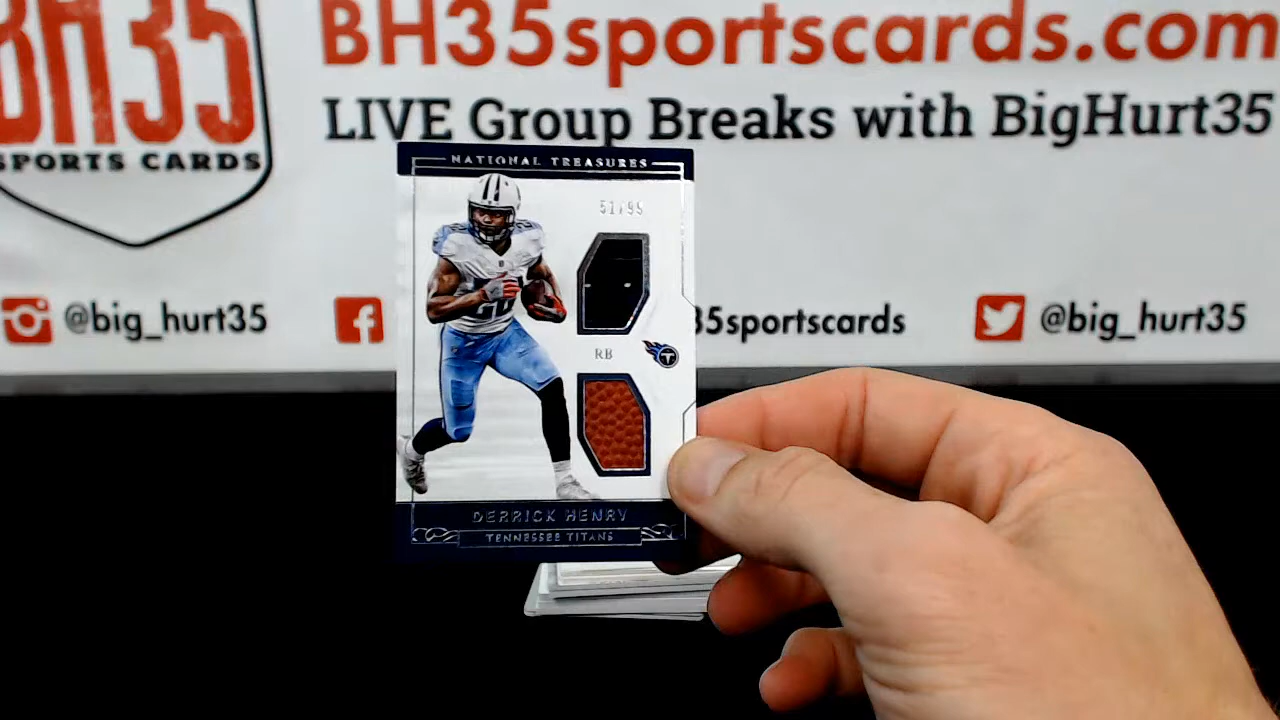 BH35
SPORTS CARDS
BH35sportscards.com
LIVE Group Breaks with BigHurt35
NATIONAL TREASURES
51/99
RB
T
DERRICK HENRY
TENNESSEE TITANS
@big_hurt35
35sportscards
@big_hurt35